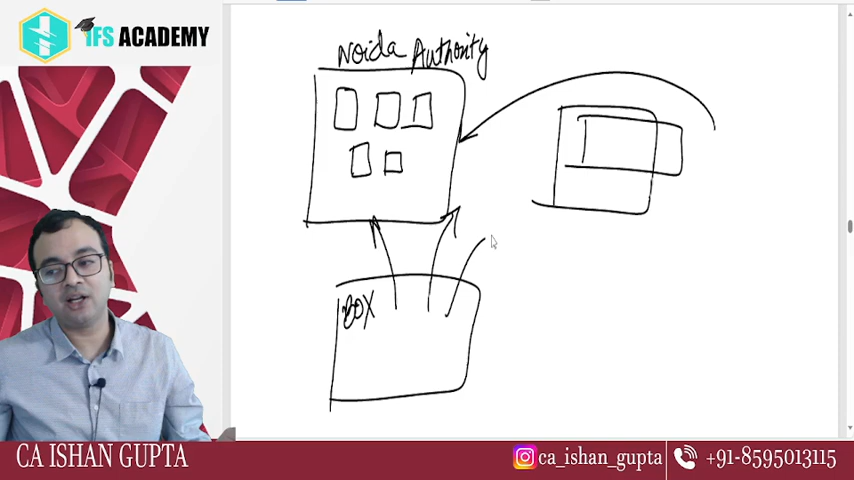 IFS ACADEMY
Noida Authority
BOX
CA ISHAN GUPTA
ca_ishan_gupta
+91-8595013115